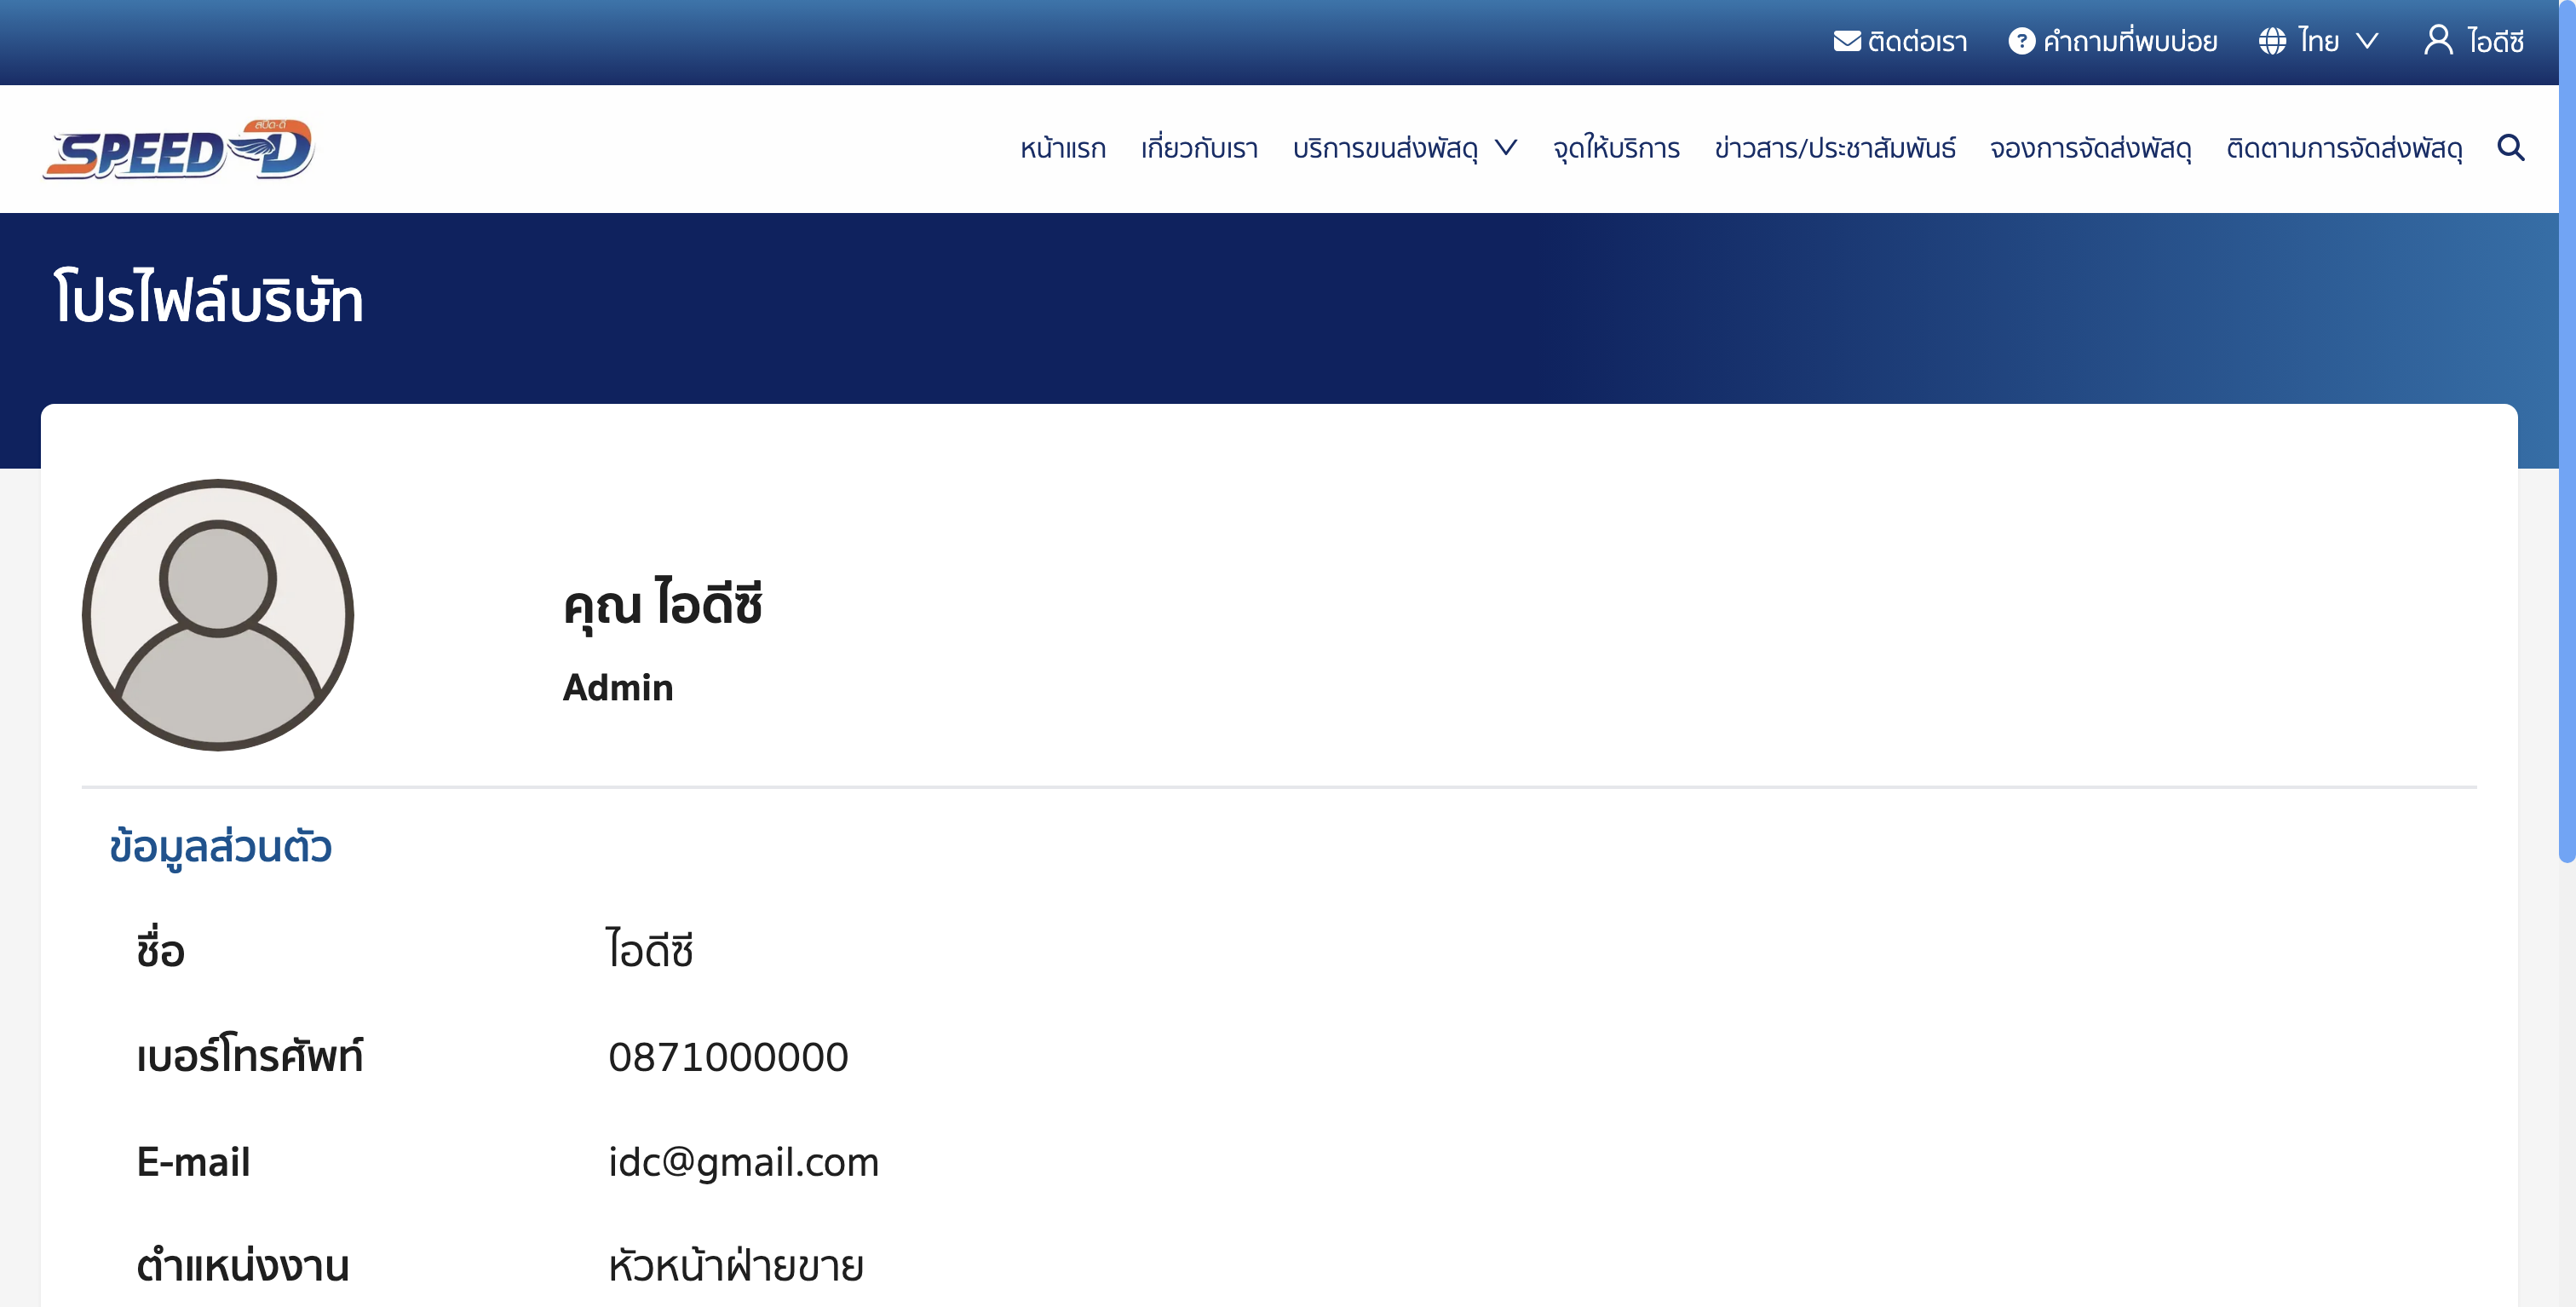 ติดต่อเรา คำถามที่พบบ่อย ไทย ไอดีซี
สปีด-ดี
SPEED-D
หน้าแรก เกี่ยวกับเรา บริการขนส่งพัสดุ จุดให้บริการ ข่าวสาร/ประชาสัมพันธ์ จองการจัดส่งพัสดุ ติดตามการจัดส่งพัสดุ
โปรไฟล์บริษัท
คุณ ไอดีซี
Admin
ข้อมูลส่วนตัว
ชื่อ ไอดีซี
เบอร์โทรศัพท์ 0871000000
E-mail idc@gmail.com
ตำแหน่งงาน หัวหน้าฝ่ายขาย